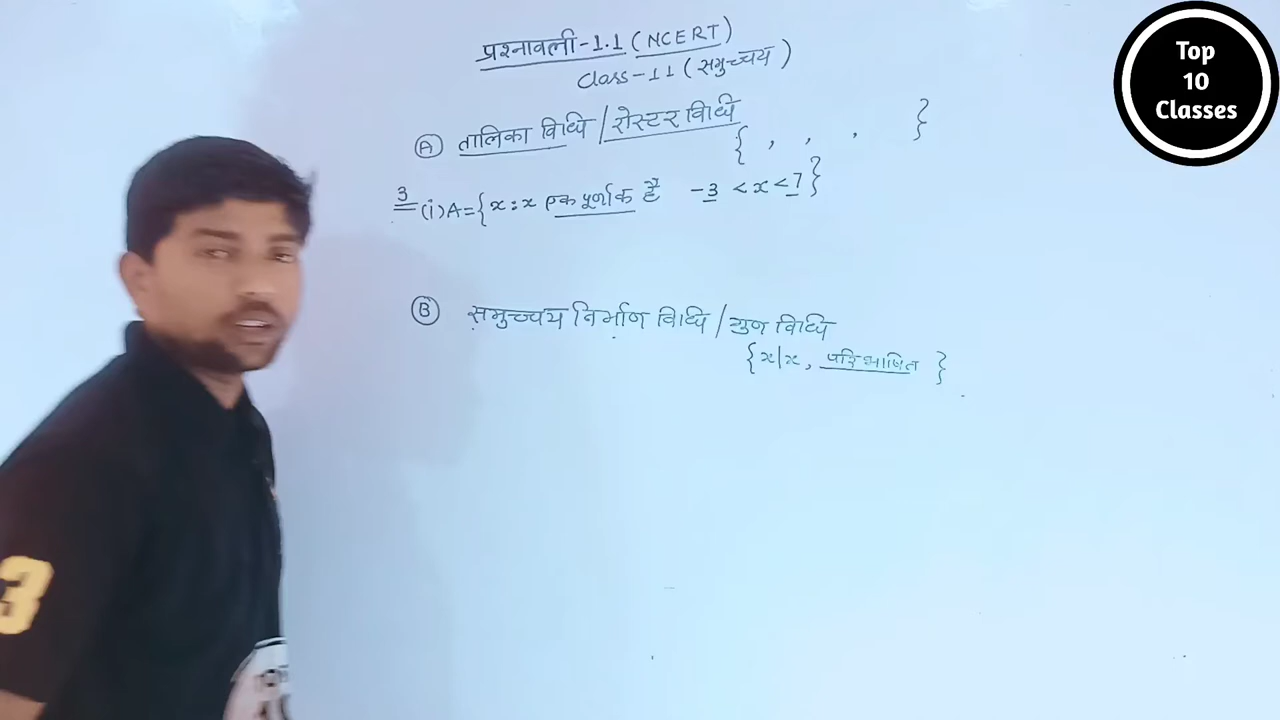 प्रश्नावली-1.1 (NCERT)
Class-11 (समुच्चय)
Top
10
Classes
(A) तालिका विधि / रोस्टर विधि
{ , , , }
3 (i) A={x:x एक पूर्णांक है -3 < x < 7}
(B) समुच्चय निर्माण विधि / गुण विधि
{x|x, परिभाषित }
3